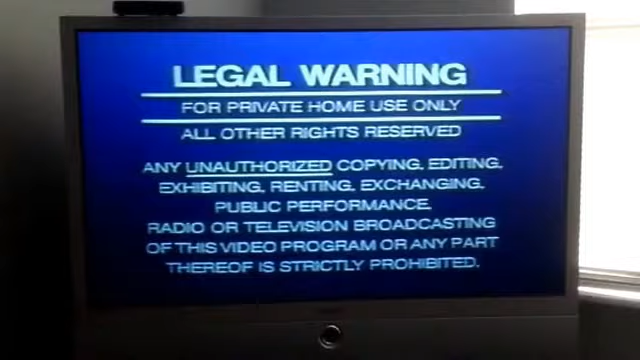 LEGAL WARNING
FOR PRIVATE HOME USE ONLY
ALL OTHER RIGHTS RESERVED
ANY UNAUTHORIZED COPYING, EDITING,
EXHIBITING, RENTING, EXCHANGING,
PUBLIC PERFORMANCE,
RADIO OR TELEVISION BROADCASTING
OF THIS VIDEO PROGRAM OR ANY PART
THEREOF IS STRICTLY PROHIBITED.